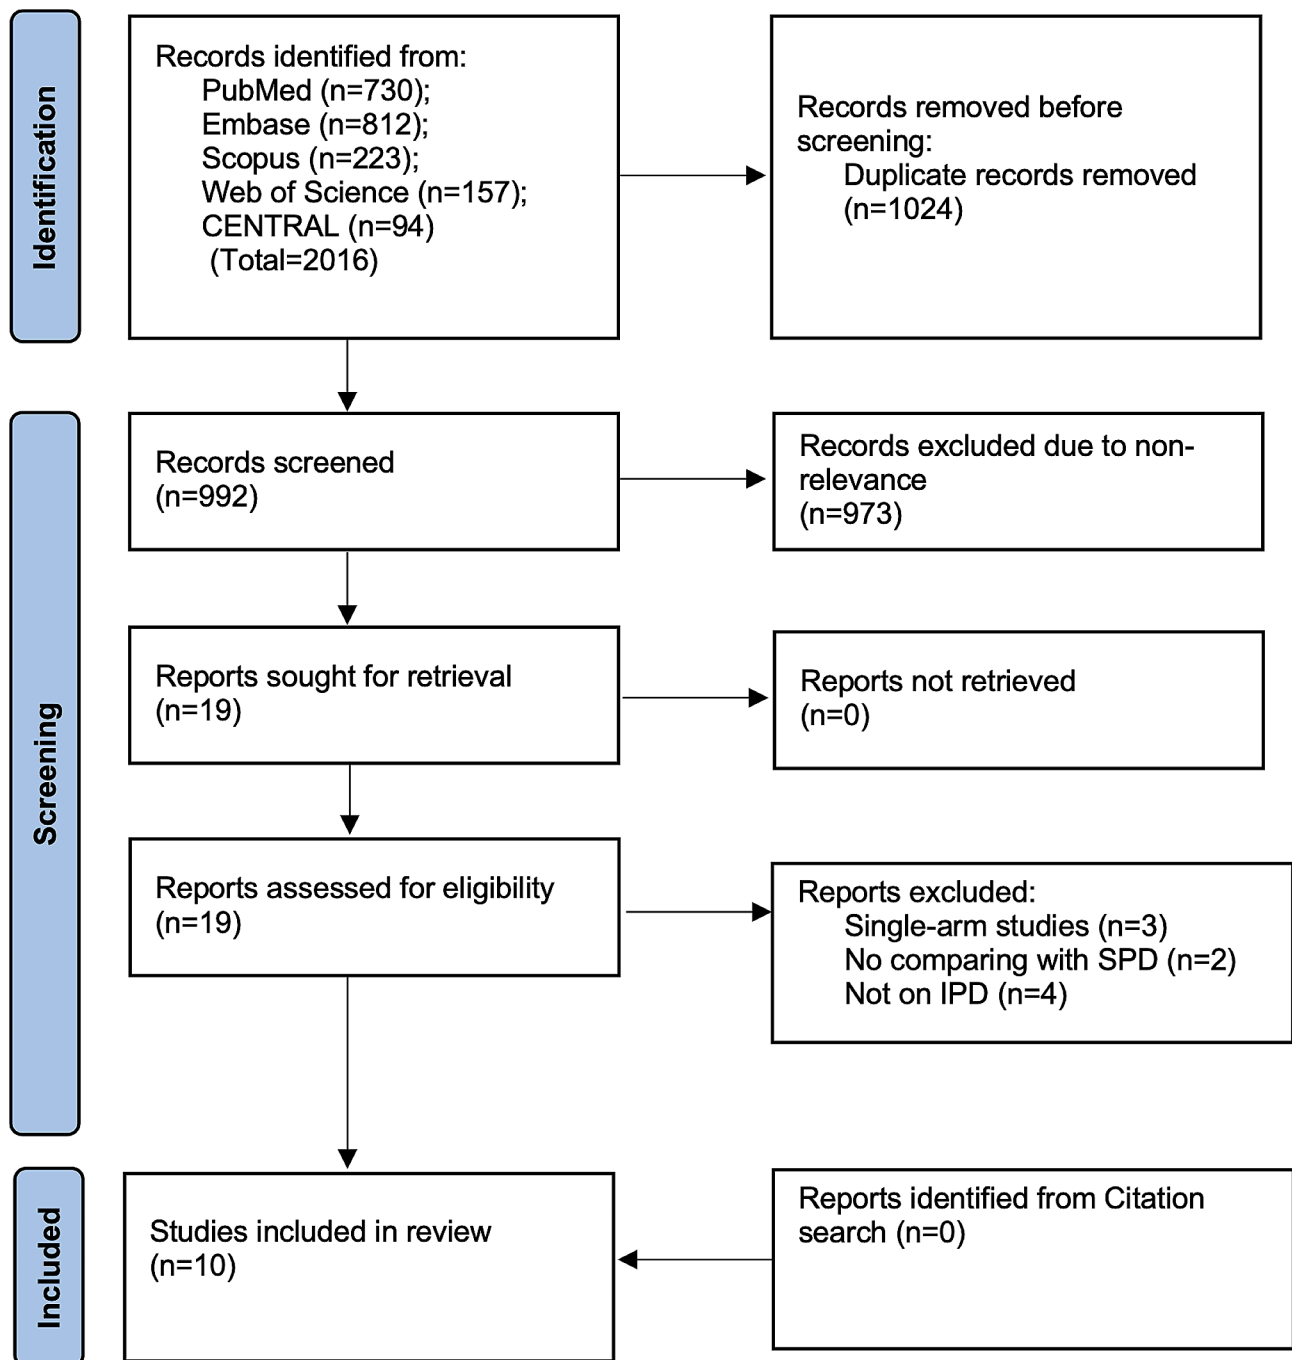 Identification
Records identified from:
PubMed (n=730);
Embase (n=812);
Scopus (n=223);
Web of Science (n=157);
CENTRAL (n=94)
(Total=2016)
Records removed before
screening:
Duplicate records removed
(n=1024)
Screening
Records screened
(n=992)
Records excluded due to non-
relevance
(n=973)
Reports sought for retrieval
(n=19)
Reports not retrieved
(n=0)
Reports assessed for eligibility
(n=19)
Reports excluded:
Single-arm studies (n=3)
No comparing with SPD (n=2)
Not on IPD (n=4)
Included
Studies included in review
(n=10)
Reports identified from Citation
search (n=0)